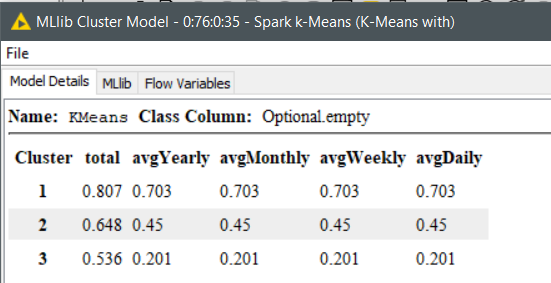 MLlib Cluster Model - 0:76:0:35 - Spark k-Means (K-Means with)
File
Model Details MLlib Flow Variables
Name: KMeans Class Column: Optional.empty
Cluster total avgYearly avgMonthly avgWeekly avgDaily
1 0.807 0.703 0.703 0.703 0.703
2 0.648 0.45 0.45 0.45 0.45
3 0.536 0.201 0.201 0.201 0.201